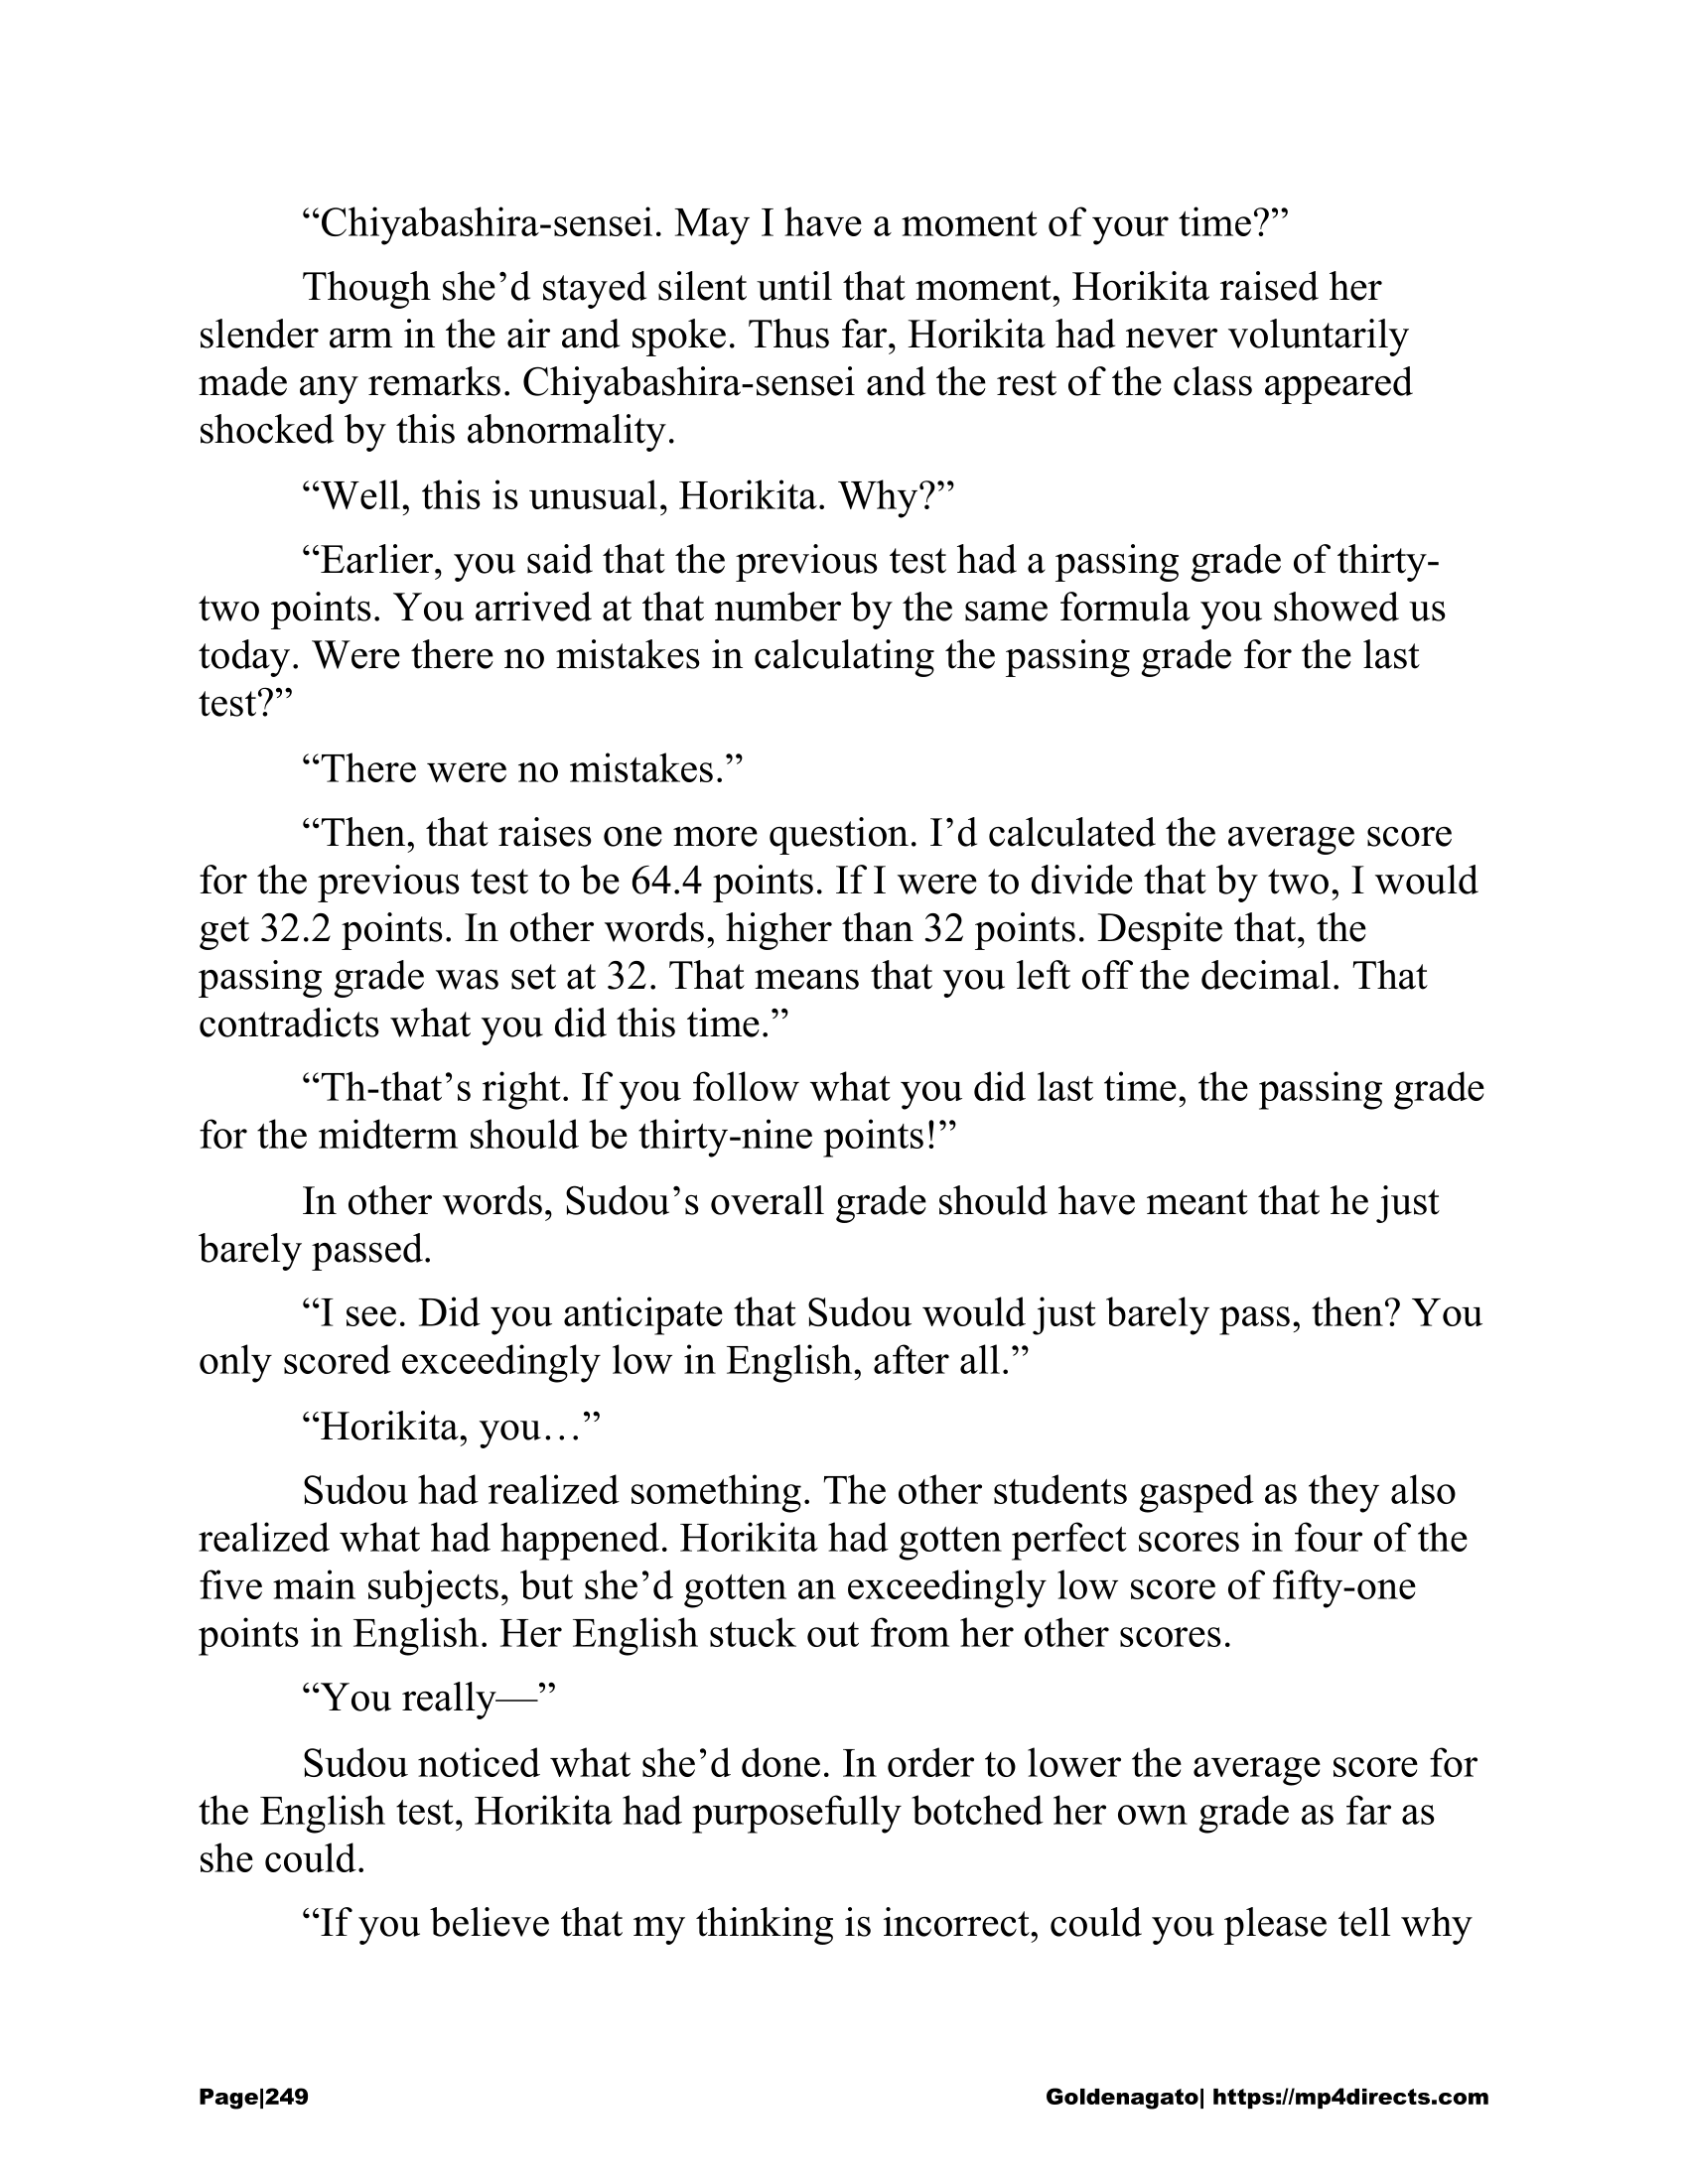 “Chiyabashira-sensei. May I have a moment of your time?”
Though she’d stayed silent until that moment, Horikita raised her
slender arm in the air and spoke. Thus far, Horikita had never voluntarily
made any remarks. Chiyabashira-sensei and the rest of the class appeared
shocked by this abnormality.
“Well, this is unusual, Horikita. Why?”
“Earlier, you said that the previous test had a passing grade of thirty-
two points. You arrived at that number by the same formula you showed us
today. Were there no mistakes in calculating the passing grade for the last
test?”
“There were no mistakes.”
“Then, that raises one more question. I’d calculated the average score
for the previous test to be 64.4 points. If I were to divide that by two, I would
get 32.2 points. In other words, higher than 32 points. Despite that, the
passing grade was set at 32. That means that you left off the decimal. That
contradicts what you did this time.”
“Th-that’s right. If you follow what you did last time, the passing grade
for the midterm should be thirty-nine points!”
In other words, Sudou’s overall grade should have meant that he just
barely passed.
“I see. Did you anticipate that Sudou would just barely pass, then? You
only scored exceedingly low in English, after all.”
“Horikita, you…”
Sudou had realized something. The other students gasped as they also
realized what had happened. Horikita had gotten perfect scores in four of the
five main subjects, but she’d gotten an exceedingly low score of fifty-one
points in English. Her English stuck out from her other scores.
“You really—”
Sudou noticed what she’d done. In order to lower the average score for
the English test, Horikita had purposefully botched her own grade as far as
she could.
“If you believe that my thinking is incorrect, could you please tell why
Page|249 Goldenagato| https://mp4directs.com